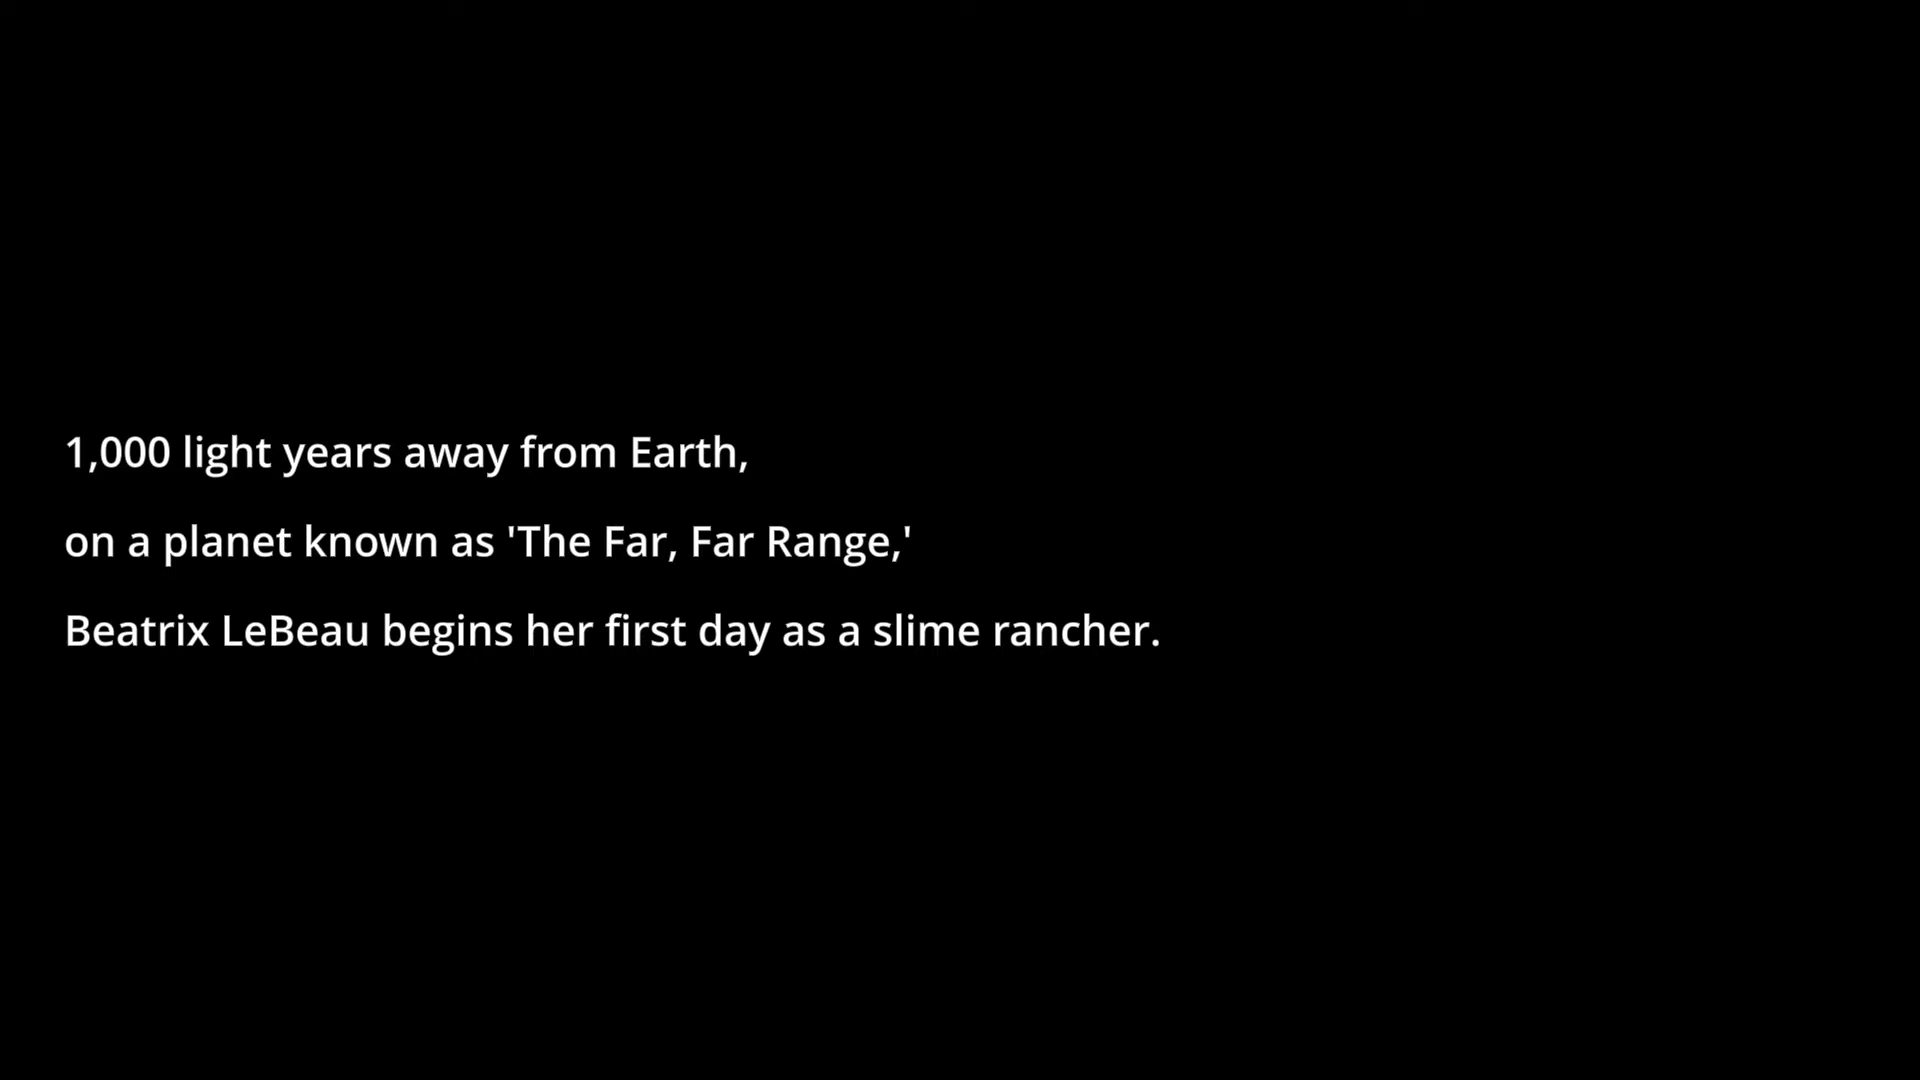 1,000 light years away from Earth,
on a planet known as 'The Far, Far Range,'
Beatrix LeBeau begins her first day as a slime rancher.